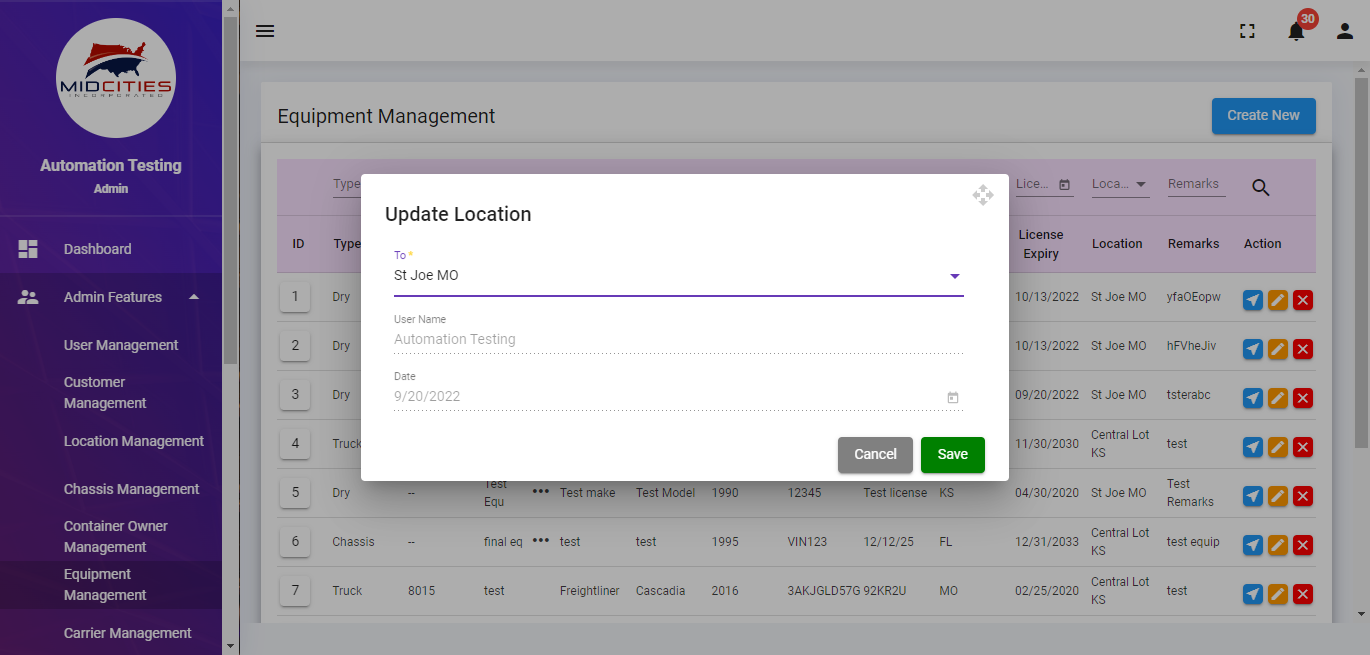 MIDCITIES
INCORPORATED
Automation Testing
Admin
Dashboard
Admin Features
User Management
Customer
Management
Location Management
Chassis Management
Container Owner
Management
Equipment
Management
Carrier Management
30
Equipment Management
Create New
Type
Lice...
Loca...
Remarks
ID
Type
License
Expiry
Location
Remarks
Action
Update Location
To *
St Joe MO
User Name
Automation Testing
Date
9/20/2022
Cancel
Save
1 Dry 10/13/2022 St Joe MO yfaOEopw
2 Dry 10/13/2022 St Joe MO hFVheJiv
3 Dry 09/20/2022 St Joe MO tsterabc
4 Truck 11/30/2030 Central Lot
KS test
5 Dry -- Test
Equ ••• Test make Test Model 1990 12345 Test license KS 04/30/2020 St Joe MO Test
Remarks
6 Chassis -- final eq ••• test test 1995 VIN123 12/12/25 FL 12/31/2033 Central Lot
KS test equip
7 Truck 8015 test Freightliner Cascadia 2016 3AKJGLD57G 92KR2U MO 02/25/2020 Central Lot
KS test